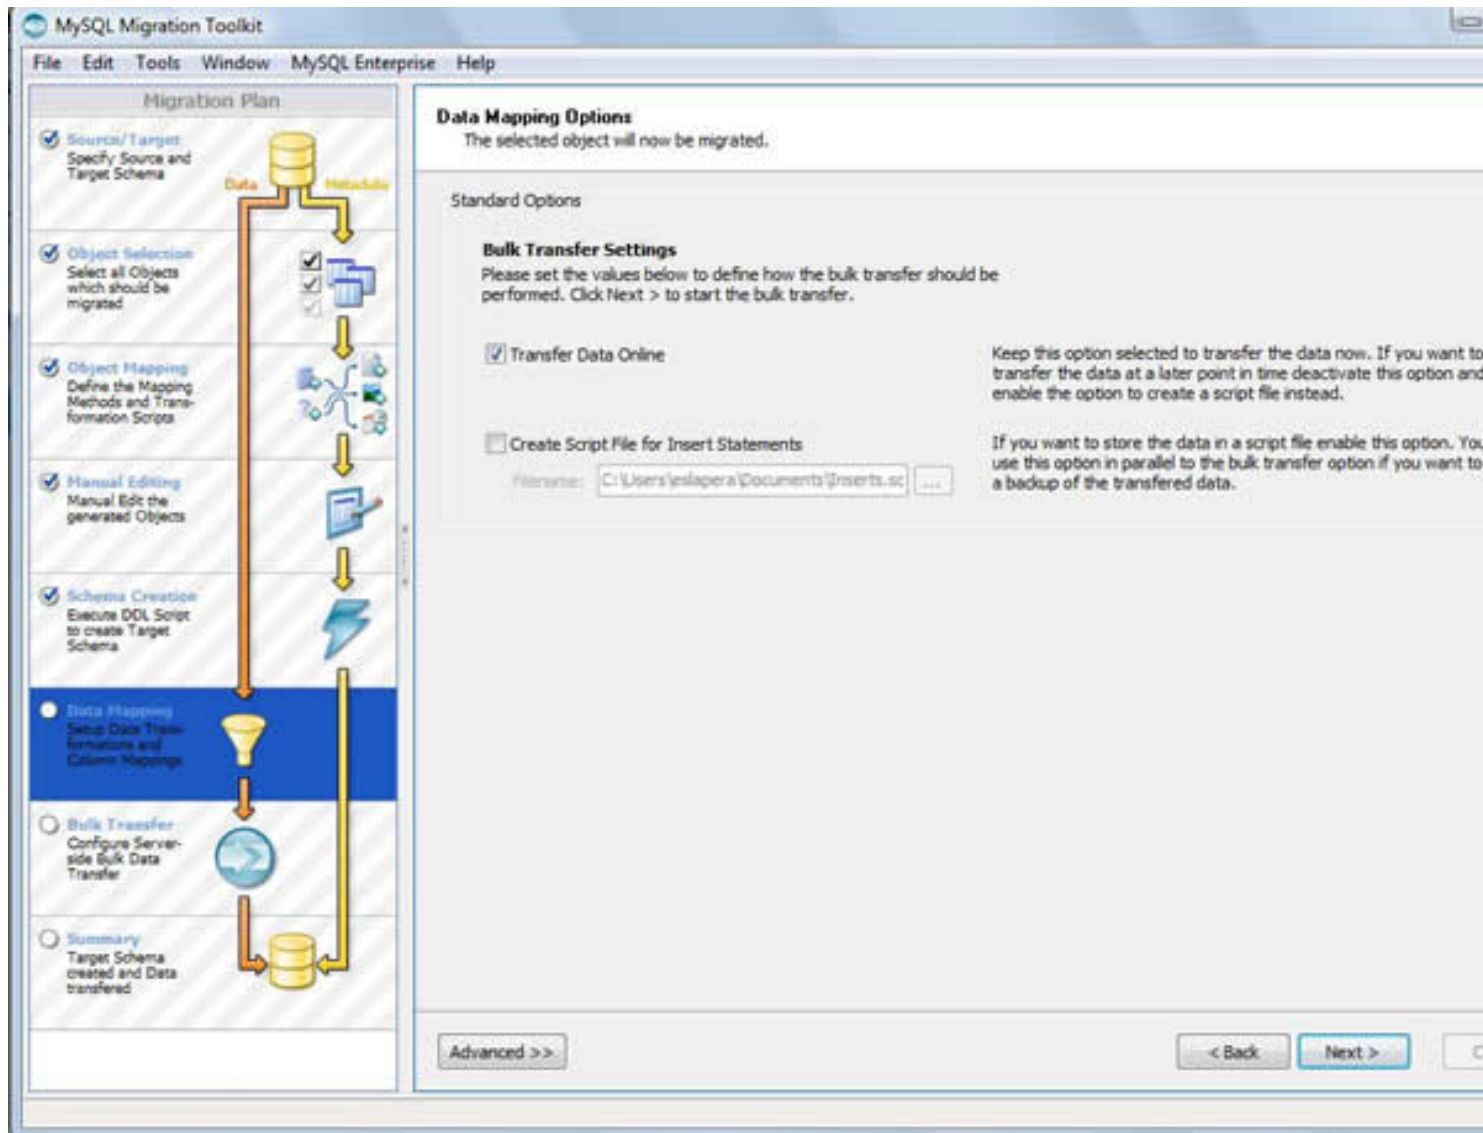 MySQL Migration Toolkit
File Edit Tools Window MySQL Enterprise Help
Migration Plan
Source/Target
Specify Source and
Target Schema
Data
Metadata
Object Selection
Select all Objects
which should be
migrated
Object Mapping
Define the Mapping
Methods and Trans-
formation Scripts
Manual Editing
Manual Edit the
generated Objects
Schema Creation
Execute DDL Script
to create Target
Schema
Data Mapping
Setup Data Trans-
formations and
Column Mappings
Bulk Transfer
Configure Server-
side Bulk Data
Transfer
Summary
Target Schema
created and Data
transfered
Data Mapping Options
The selected object will now be migrated.
Standard Options
Bulk Transfer Settings
Please set the values below to define how the bulk transfer should be
performed. Click Next > to start the bulk transfer.
Transfer Data Online
Keep this option selected to transfer the data now. If you want to
transfer the data at a later point in time deactivate this option and
enable the option to create a script file instead.
Create Script File for Insert Statements
Filename: C:\Users\eslapera\Documents\Inserts.sc ...
If you want to store the data in a script file enable this option. You
use this option in parallel to the bulk transfer option if you want to
a backup of the transfered data.
Advanced >>
< Back Next > C